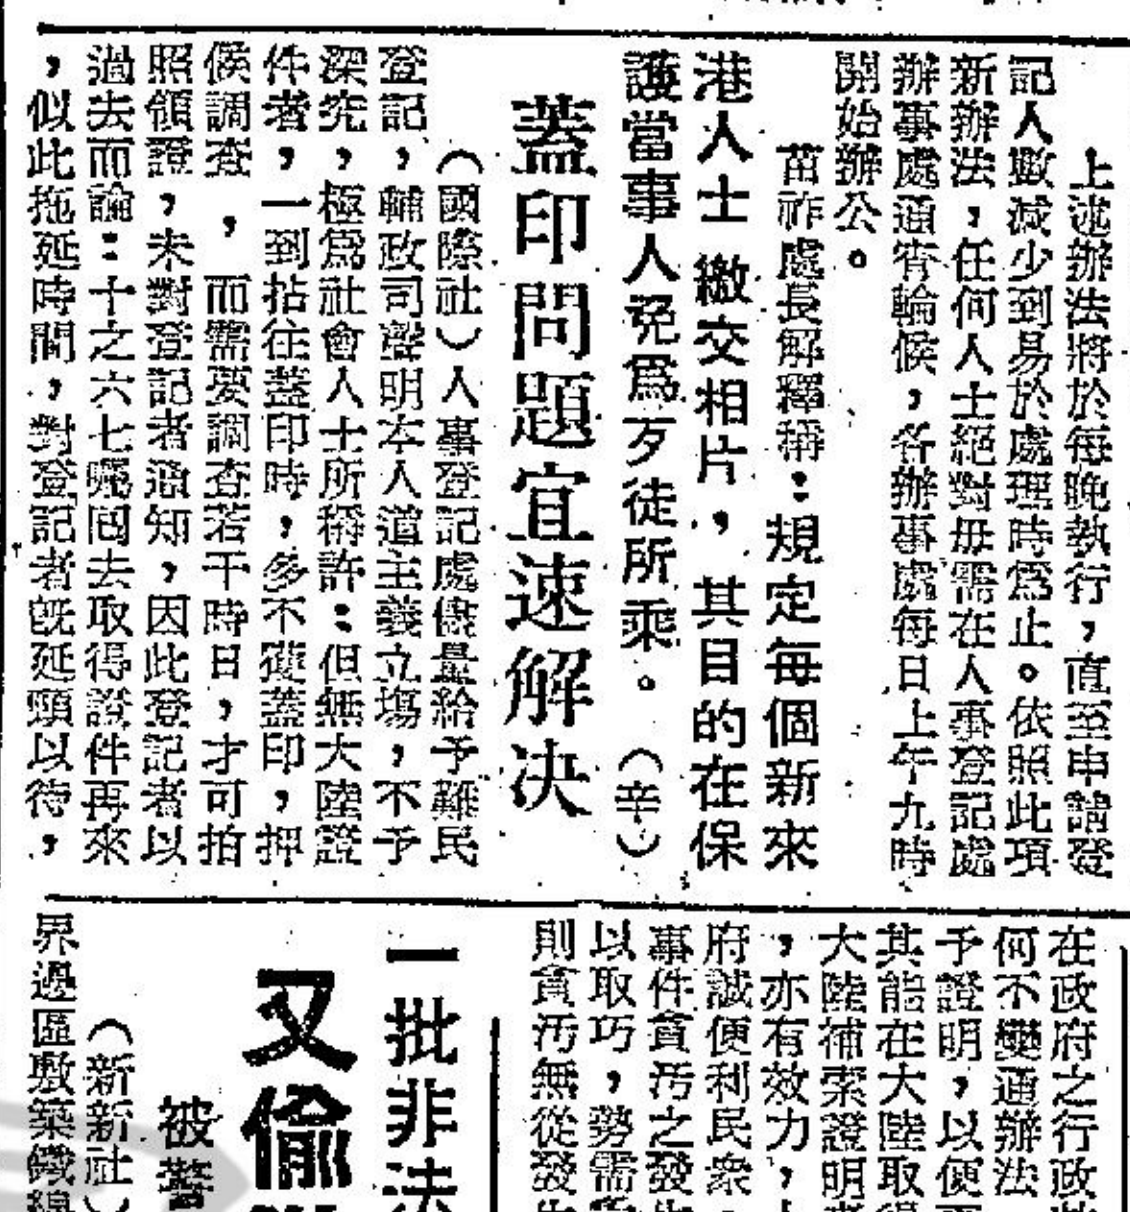 上述辦法將於每晚執行，直至申請登
記人數減少到易於處理時爲止。依照此項
新辦法，任何人士絕對毋需在人事登記處
辦事處通宵輪候，各辦事處每日上午九時
開始辦公。
苗祚處長解釋稱：規定每個新來
港人士 繳交相片，其目的在保
護當事人免爲歹徒所乘。（辛）
蓋印問題宜速解决
（國際社）人事登記處儘量給予難民
登記，輔政司聲明本人道主義立場，不予
深究，極爲社會人士所稱許：但無大陸證
件者，一到拈往蓋印時，多不獲蓋印，押
候調查，而需要調查若干時日，才可拍
照領證，未對登記者通知，因此登記者以
過去而論：十之六七囑囘去取得證件再來
，似此拖延時間，對登記者旣延頸以待，
在政府之行政
何不變通辦法
予證明，以便
其能在大陸取得
大陸補索證明
，亦有效力，
府誠便利民衆，
事件貪污之發生
以取巧，勢需
則貪污無從發生
一批非法
又偷
被警
（新新社）
界邊區敷築鐵線